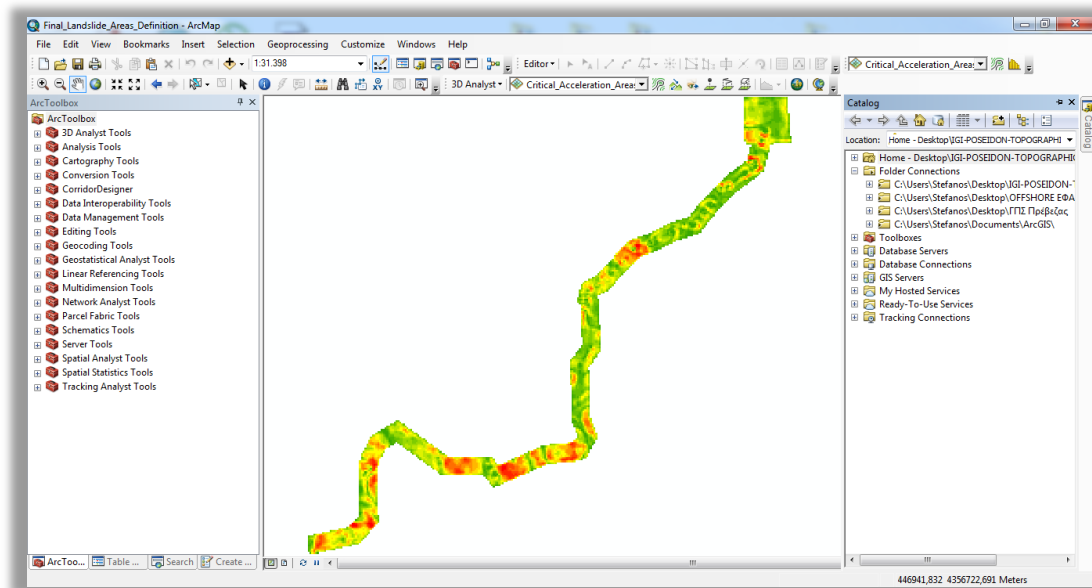 Final_Landslide_Areas_Definition - ArcMap
File Edit View Bookmarks Insert Selection Geoprocessing Customize Windows Help
1:31.398
Editor
Critical_Acceleration_Areas
3D Analyst
Critical_Acceleration_Area
ArcToolbox
ArcToolbox
3D Analyst Tools
Analysis Tools
Cartography Tools
Conversion Tools
CorridorDesigner
Data Interoperability Tools
Data Management Tools
Editing Tools
Geocoding Tools
Geostatistical Analyst Tools
Linear Referencing Tools
Multidimension Tools
Network Analyst Tools
Parcel Fabric Tools
Schematics Tools
Server Tools
Spatial Analyst Tools
Spatial Statistics Tools
Tracking Analyst Tools
ArcToo... Table ... Search Create ...
Catalog
Location: Home - Desktop\IGI-POSEIDON-TOPOGRAPHI
Home - Desktop\IGI-POSEIDON-TOPOGRAPHIC
Folder Connections
C:\Users\Stefanos\Desktop\IGI-POSEIDON-T
C:\Users\Stefanos\Desktop\OFFSHORE ΕΦΑ
C:\Users\Stefanos\Desktop\ΓΠΣ Πρέβεζας
C:\Users\Stefanos\Documents\ArcGIS\
Toolboxes
Database Servers
Database Connections
GIS Servers
My Hosted Services
Ready-To-Use Services
Tracking Connections
Catalog
446941,832 4356722,691 Meters